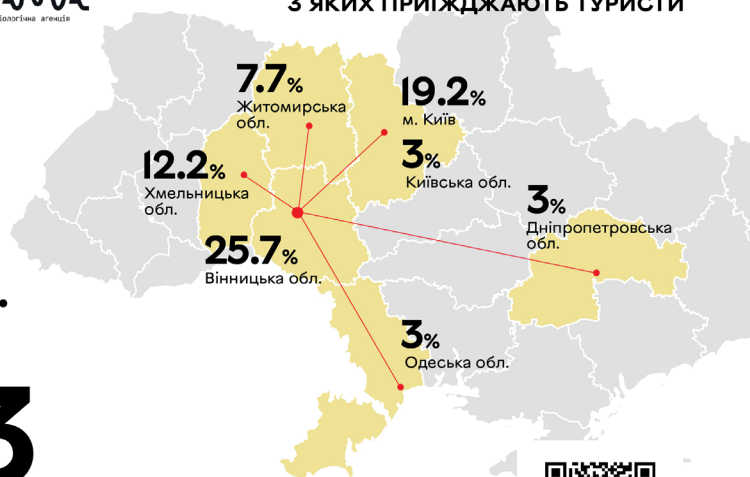 З ЯКИХ ПРИЇЖДЖАЮТЬ ТУРИСТИ
іологічна агенція
7.7%
Житомирська
обл.
19.2%
м. Київ
3%
Київська обл.
12.2%
Хмельницька
обл.
3%
Дніпропетровська
обл.
25.7%
Вінницька обл.
3%
Одеська обл.
3